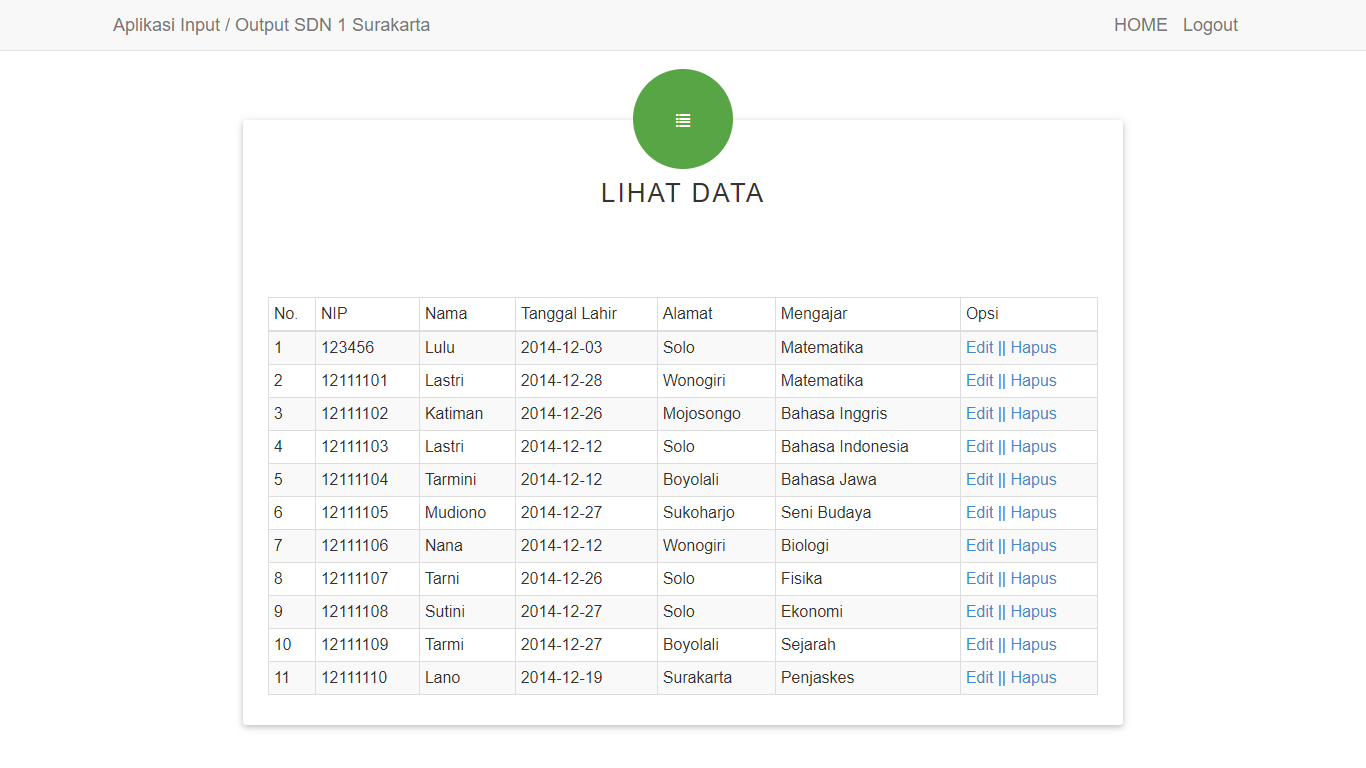 Aplikasi Input / Output SDN 1 Surakarta HOME Logout
LIHAT DATA
No. NIP Nama Tanggal Lahir Alamat Mengajar Opsi
1 123456 Lulu 2014-12-03 Solo Matematika Edit || Hapus
2 12111101 Lastri 2014-12-28 Wonogiri Matematika Edit || Hapus
3 12111102 Katiman 2014-12-26 Mojosongo Bahasa Inggris Edit || Hapus
4 12111103 Lastri 2014-12-12 Solo Bahasa Indonesia Edit || Hapus
5 12111104 Tarmini 2014-12-12 Boyolali Bahasa Jawa Edit || Hapus
6 12111105 Mudiono 2014-12-27 Sukoharjo Seni Budaya Edit || Hapus
7 12111106 Nana 2014-12-12 Wonogiri Biologi Edit || Hapus
8 12111107 Tarni 2014-12-26 Solo Fisika Edit || Hapus
9 12111108 Sutini 2014-12-27 Solo Ekonomi Edit || Hapus
10 12111109 Tarmi 2014-12-27 Boyolali Sejarah Edit || Hapus
11 12111110 Lano 2014-12-19 Surakarta Penjaskes Edit || Hapus